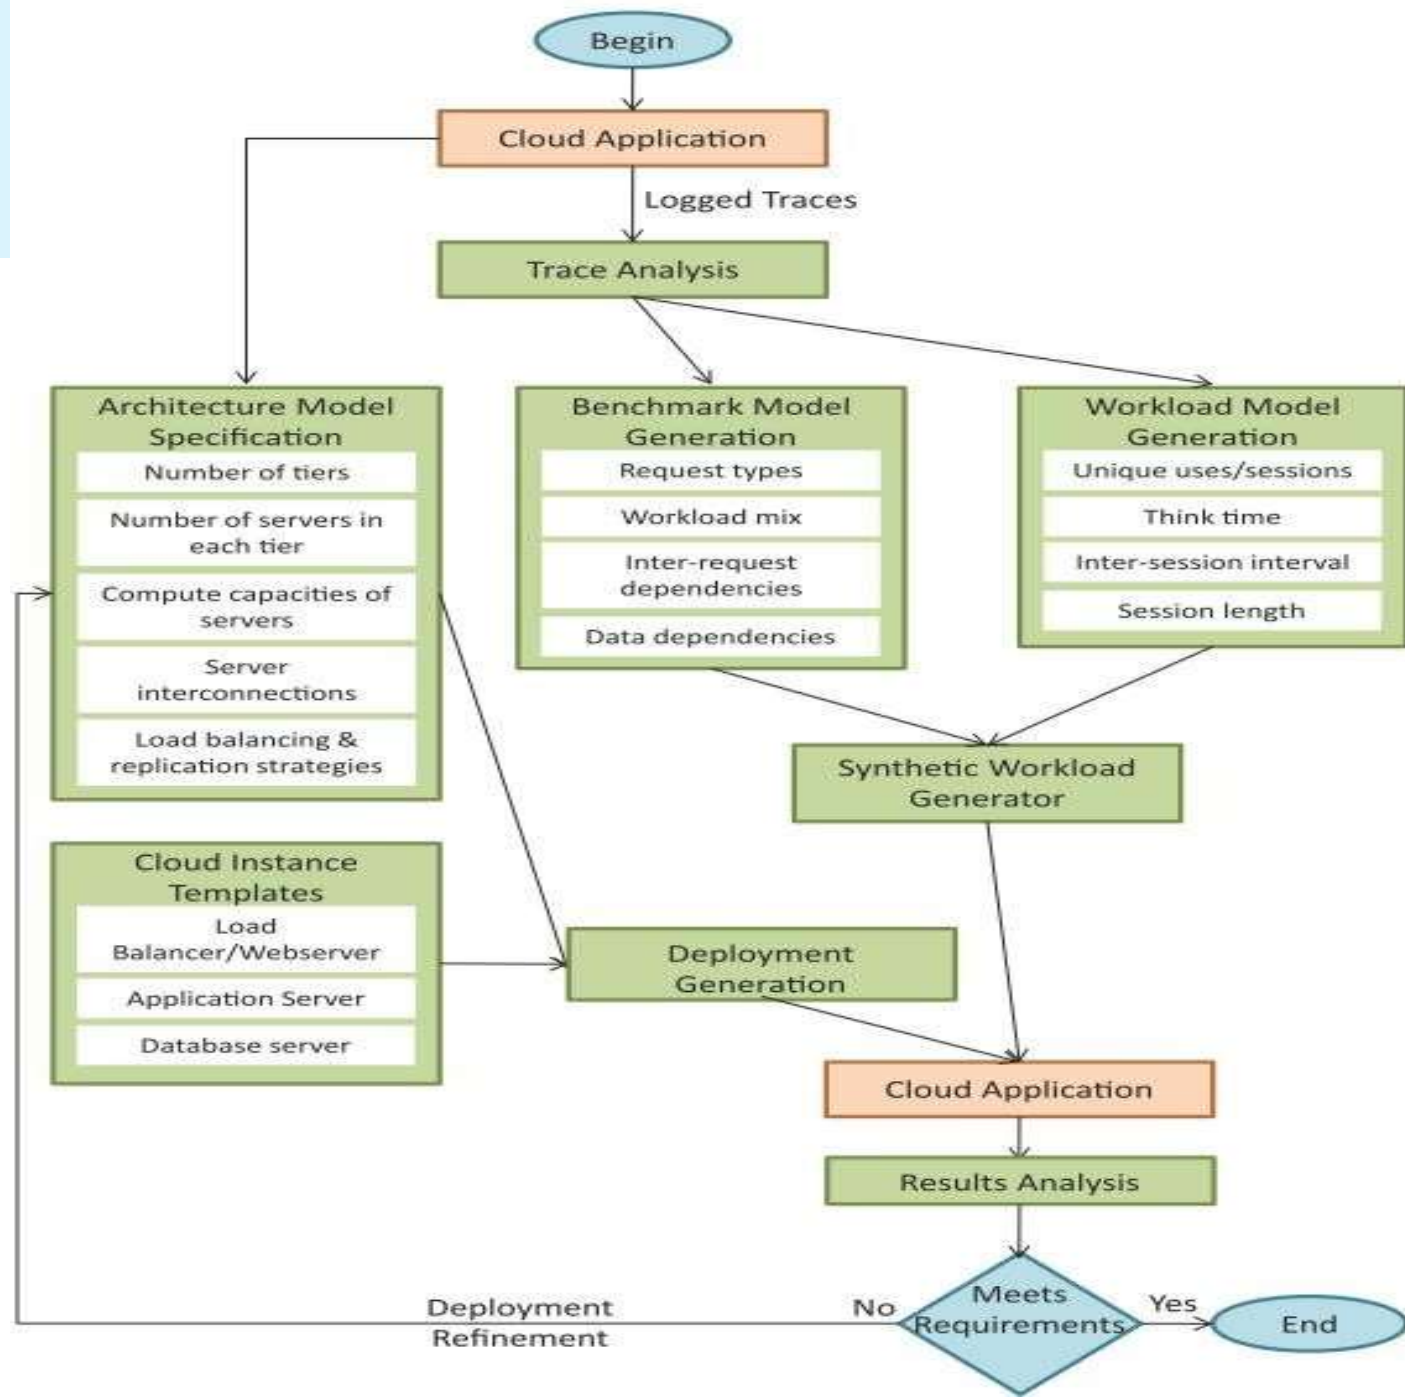 Begin
Cloud Application
Logged Traces
Trace Analysis
Architecture Model
Specification
Number of tiers
Number of servers in
each tier
Compute capacities of
servers
Server
interconnections
Load balancing &
replication strategies
Benchmark Model
Generation
Request types
Workload mix
Inter-request
dependencies
Data dependencies
Workload Model
Generation
Unique uses/sessions
Think time
Inter-session interval
Session length
Synthetic Workload
Generator
Cloud Instance
Templates
Load
Balancer/Webserver
Application Server
Database server
Deployment
Generation
Cloud Application
Results Analysis
Meets
Requirements
No
Yes
End
Deployment
Refinement